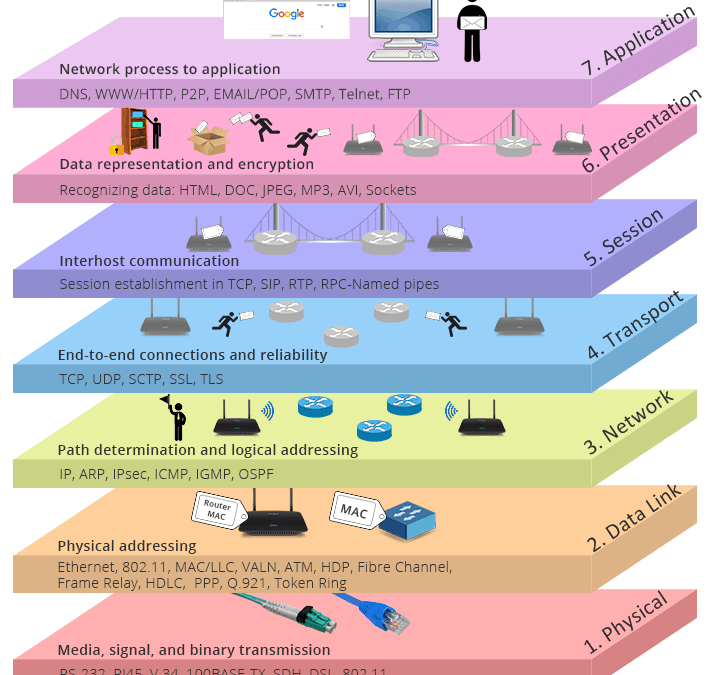 Google
7. Application
Network process to application
DNS, WWW/HTTP, P2P, EMAIL/POP, SMTP, Telnet, FTP
6. Presentation
Data representation and encryption
Recognizing data: HTML, DOC, JPEG, MP3, AVI, Sockets
5. Session
Interhost communication
Session establishment in TCP, SIP, RTP, RPC-Named pipes
4. Transport
End-to-end connections and reliability
TCP, UDP, SCTP, SSL, TLS
3. Network
Path determination and logical addressing
IP, ARP, IPsec, ICMP, IGMP, OSPF
2. Data Link
Router
MAC
MAC
Physical addressing
Ethernet, 802.11, MAC/LLC, VALN, ATM, HDP, Fibre Channel,
Frame Relay, HDLC, PPP, Q.921, Token Ring
1. Physical
Media, signal, and binary transmission
RS-232, RJ45, V.34, 100BASE-TX, SDH, DSL, 802.11